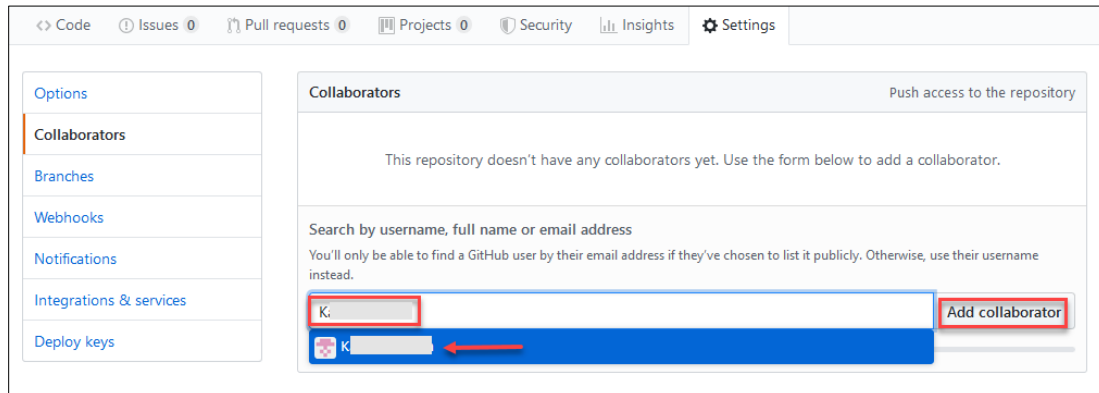 Code Issues 0 Pull requests 0 Projects 0 Security Insights Settings
Options
Collaborators
Branches
Webhooks
Notifications
Integrations & services
Deploy keys
Collaborators Push access to the repository
This repository doesn't have any collaborators yet. Use the form below to add a collaborator.
Search by username, full name or email address
You'll only be able to find a GitHub user by their email address if they've chosen to list it publicly. Otherwise, use their username
instead.
Add collaborator